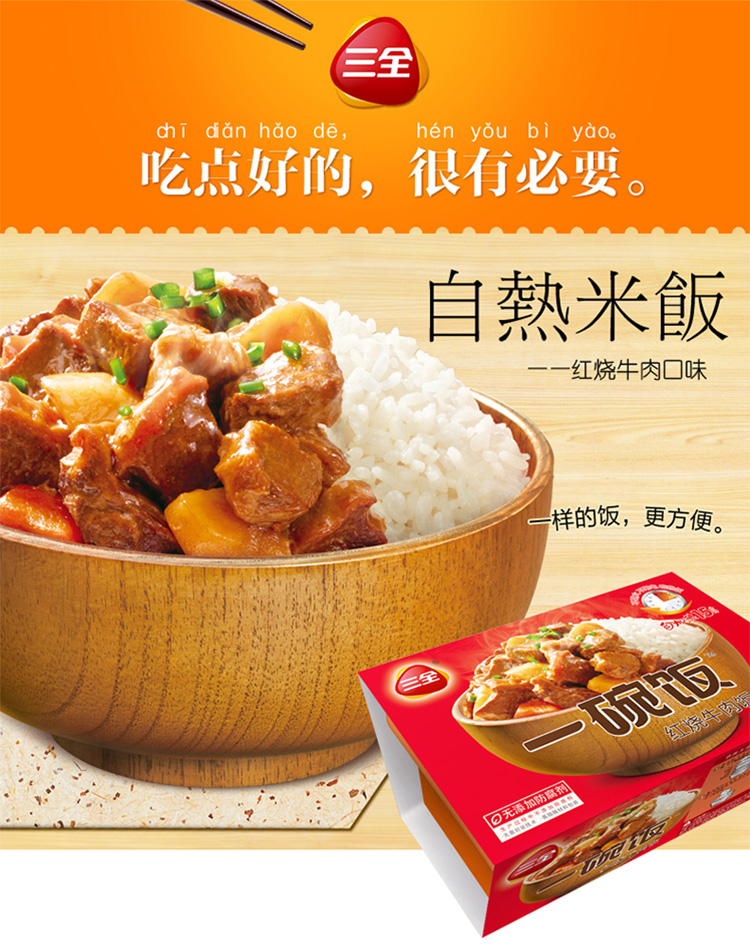 三全
chī diǎn hǎo dē, hén yǒu bì yào。
吃点好的，很有必要。
自熱米飯
——红烧牛肉口味
一样的饭，更方便。
三全
一碗饭
红烧牛肉
无添加防腐剂
一碗饭